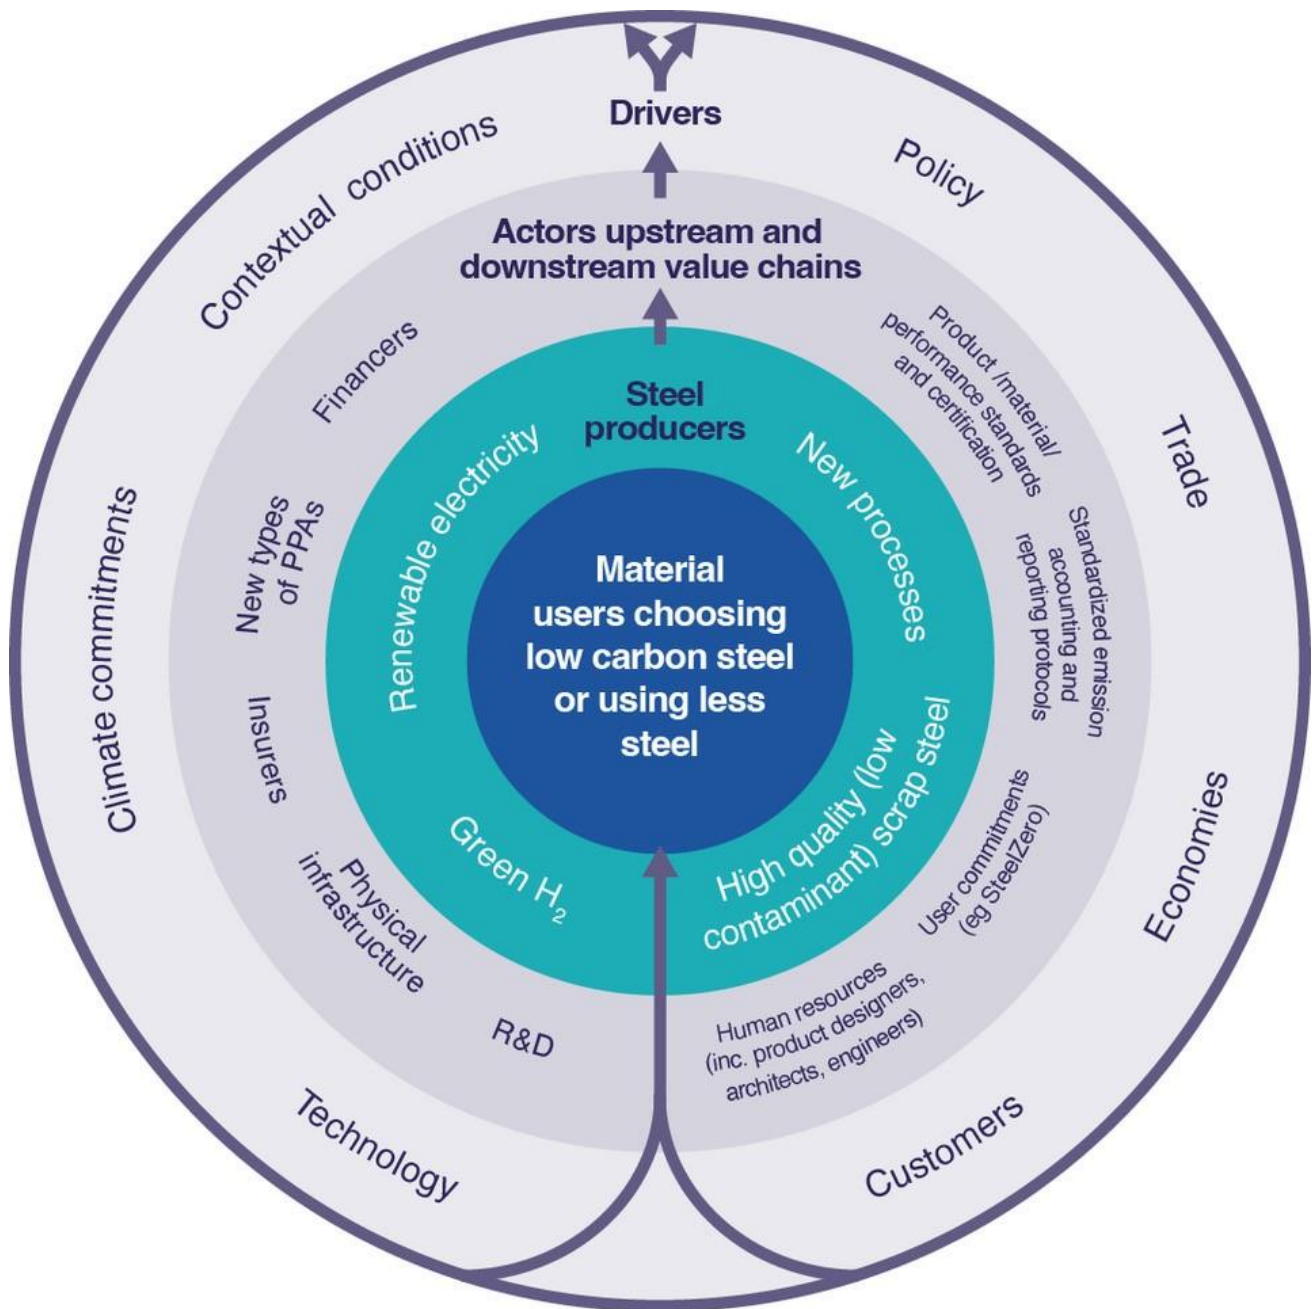 Drivers
Contextual conditions
Policy
Trade
Economies
Customers
Technology
Climate commitments
Actors upstream and
downstream value chains
Product /material/
performance standards
and certification
Standardized emission
accounting and
reporting protocols
User commitments
(eg SteelZero)
Human resources
(inc. product designers,
architects, engineers)
R&D
Physical
infrastructure
Insurers
New types
of PPAs
Financers
Steel
producers
New processes
High quality (low
contaminant) scrap steel
Green H₂
Renewable electricity
Material
users choosing
low carbon steel
or using less
steel